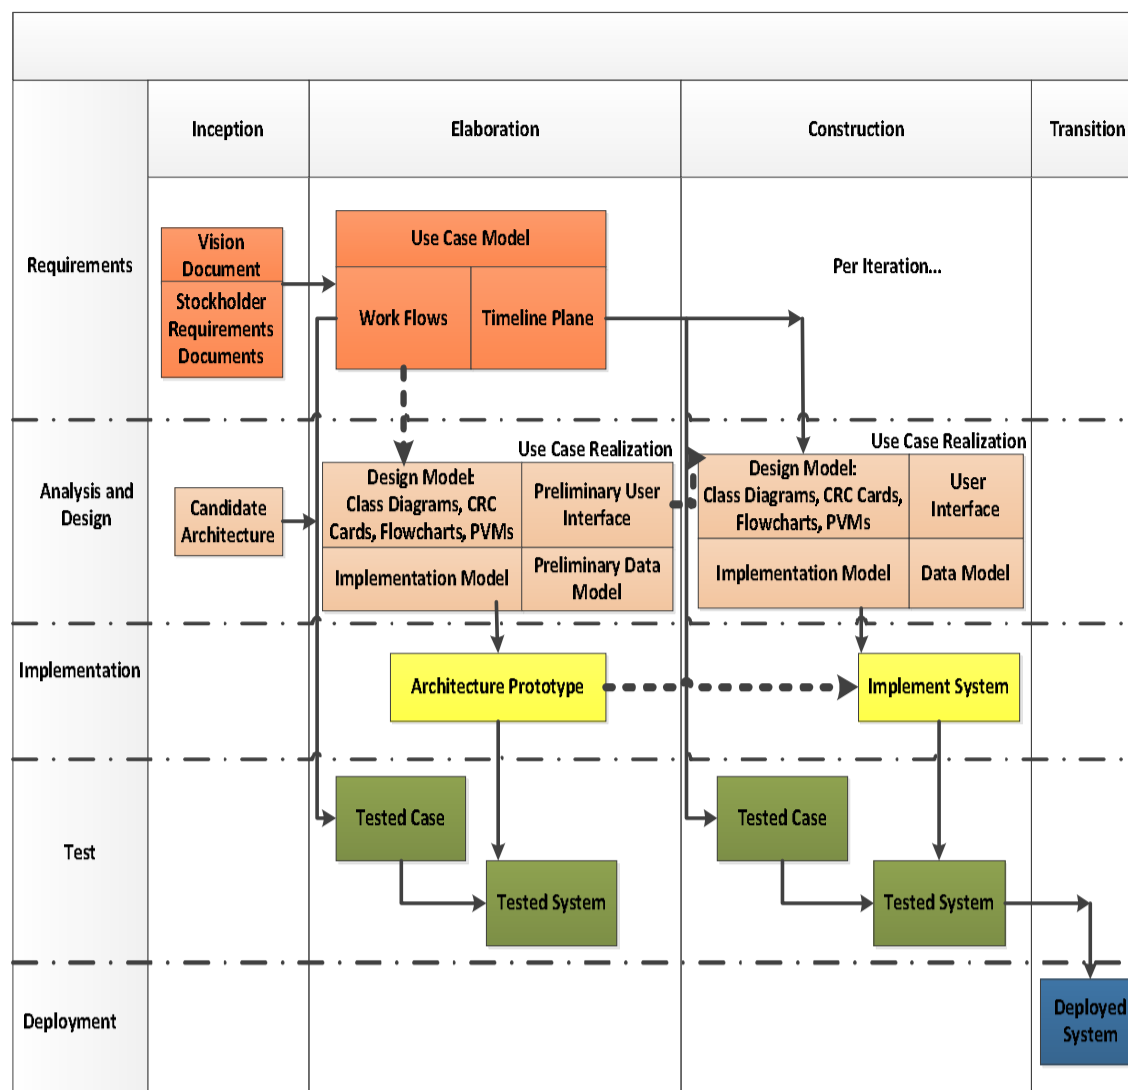 Inception
Elaboration
Construction
Transition
Requirements
Vision
Document
Stockholder
Requirements
Documents
Use Case Model
Work Flows
Timeline Plane
Per Iteration...
Analysis and
Design
Candidate
Architecture
Use Case Realization
Design Model:
Class Diagrams, CRC
Cards, Flowcharts, PVMs
Preliminary User
Interface
Implementation Model
Preliminary Data
Model
Use Case Realization
Design Model:
Class Diagrams, CRC Cards,
Flowcharts, PVMs
User
Interface
Implementation Model
Data Model
Implementation
Architecture Prototype
Implement System
Test
Tested Case
Tested System
Tested Case
Tested System
Deployment
Deployed
System